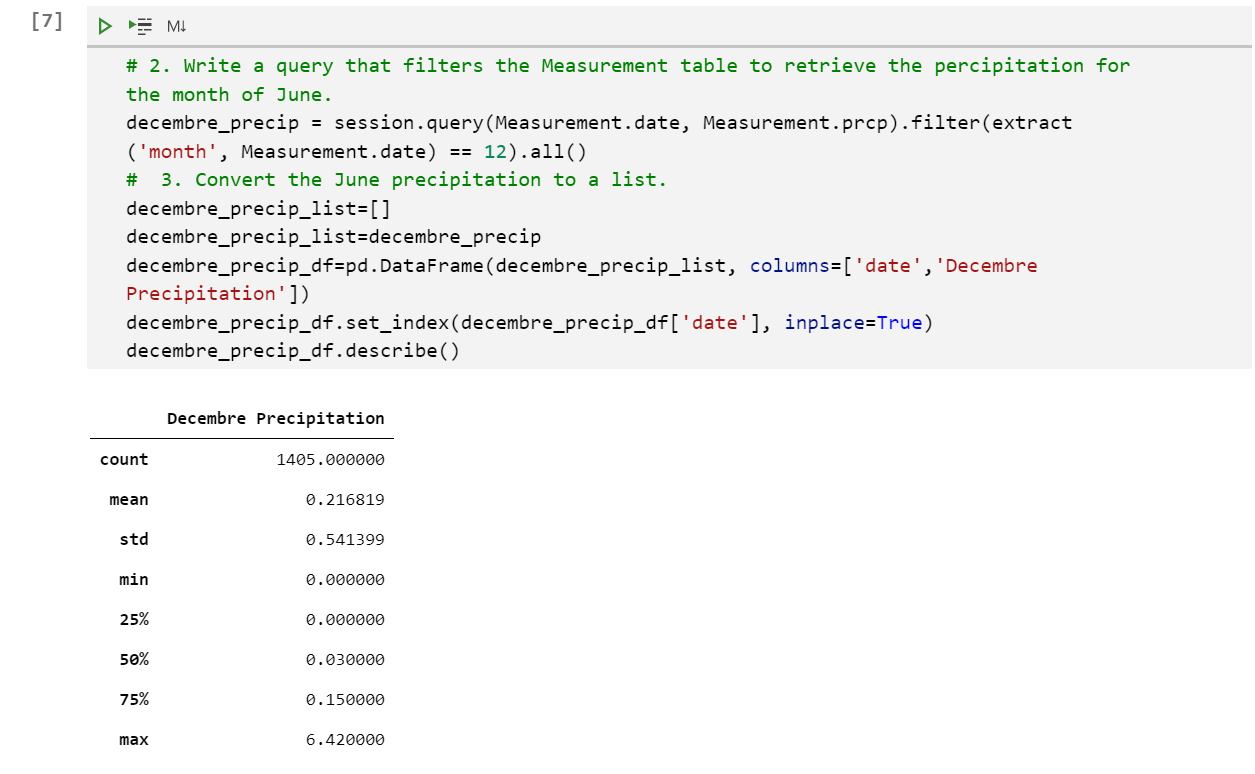 [7]
M↓
# 2. Write a query that filters the Measurement table to retrieve the percipitation for
the month of June.
decembre_precip = session.query(Measurement.date, Measurement.prcp).filter(extract
('month', Measurement.date) == 12).all()
#  3. Convert the June precipitation to a list.
decembre_precip_list=[]
decembre_precip_list=decembre_precip
decembre_precip_df=pd.DataFrame(decembre_precip_list, columns=['date','Decembre
Precipitation'])
decembre_precip_df.set_index(decembre_precip_df['date'], inplace=True)
decembre_precip_df.describe()
Decembre Precipitation
count 1405.000000
mean 0.216819
std 0.541399
min 0.000000
25% 0.000000
50% 0.030000
75% 0.150000
max 6.420000